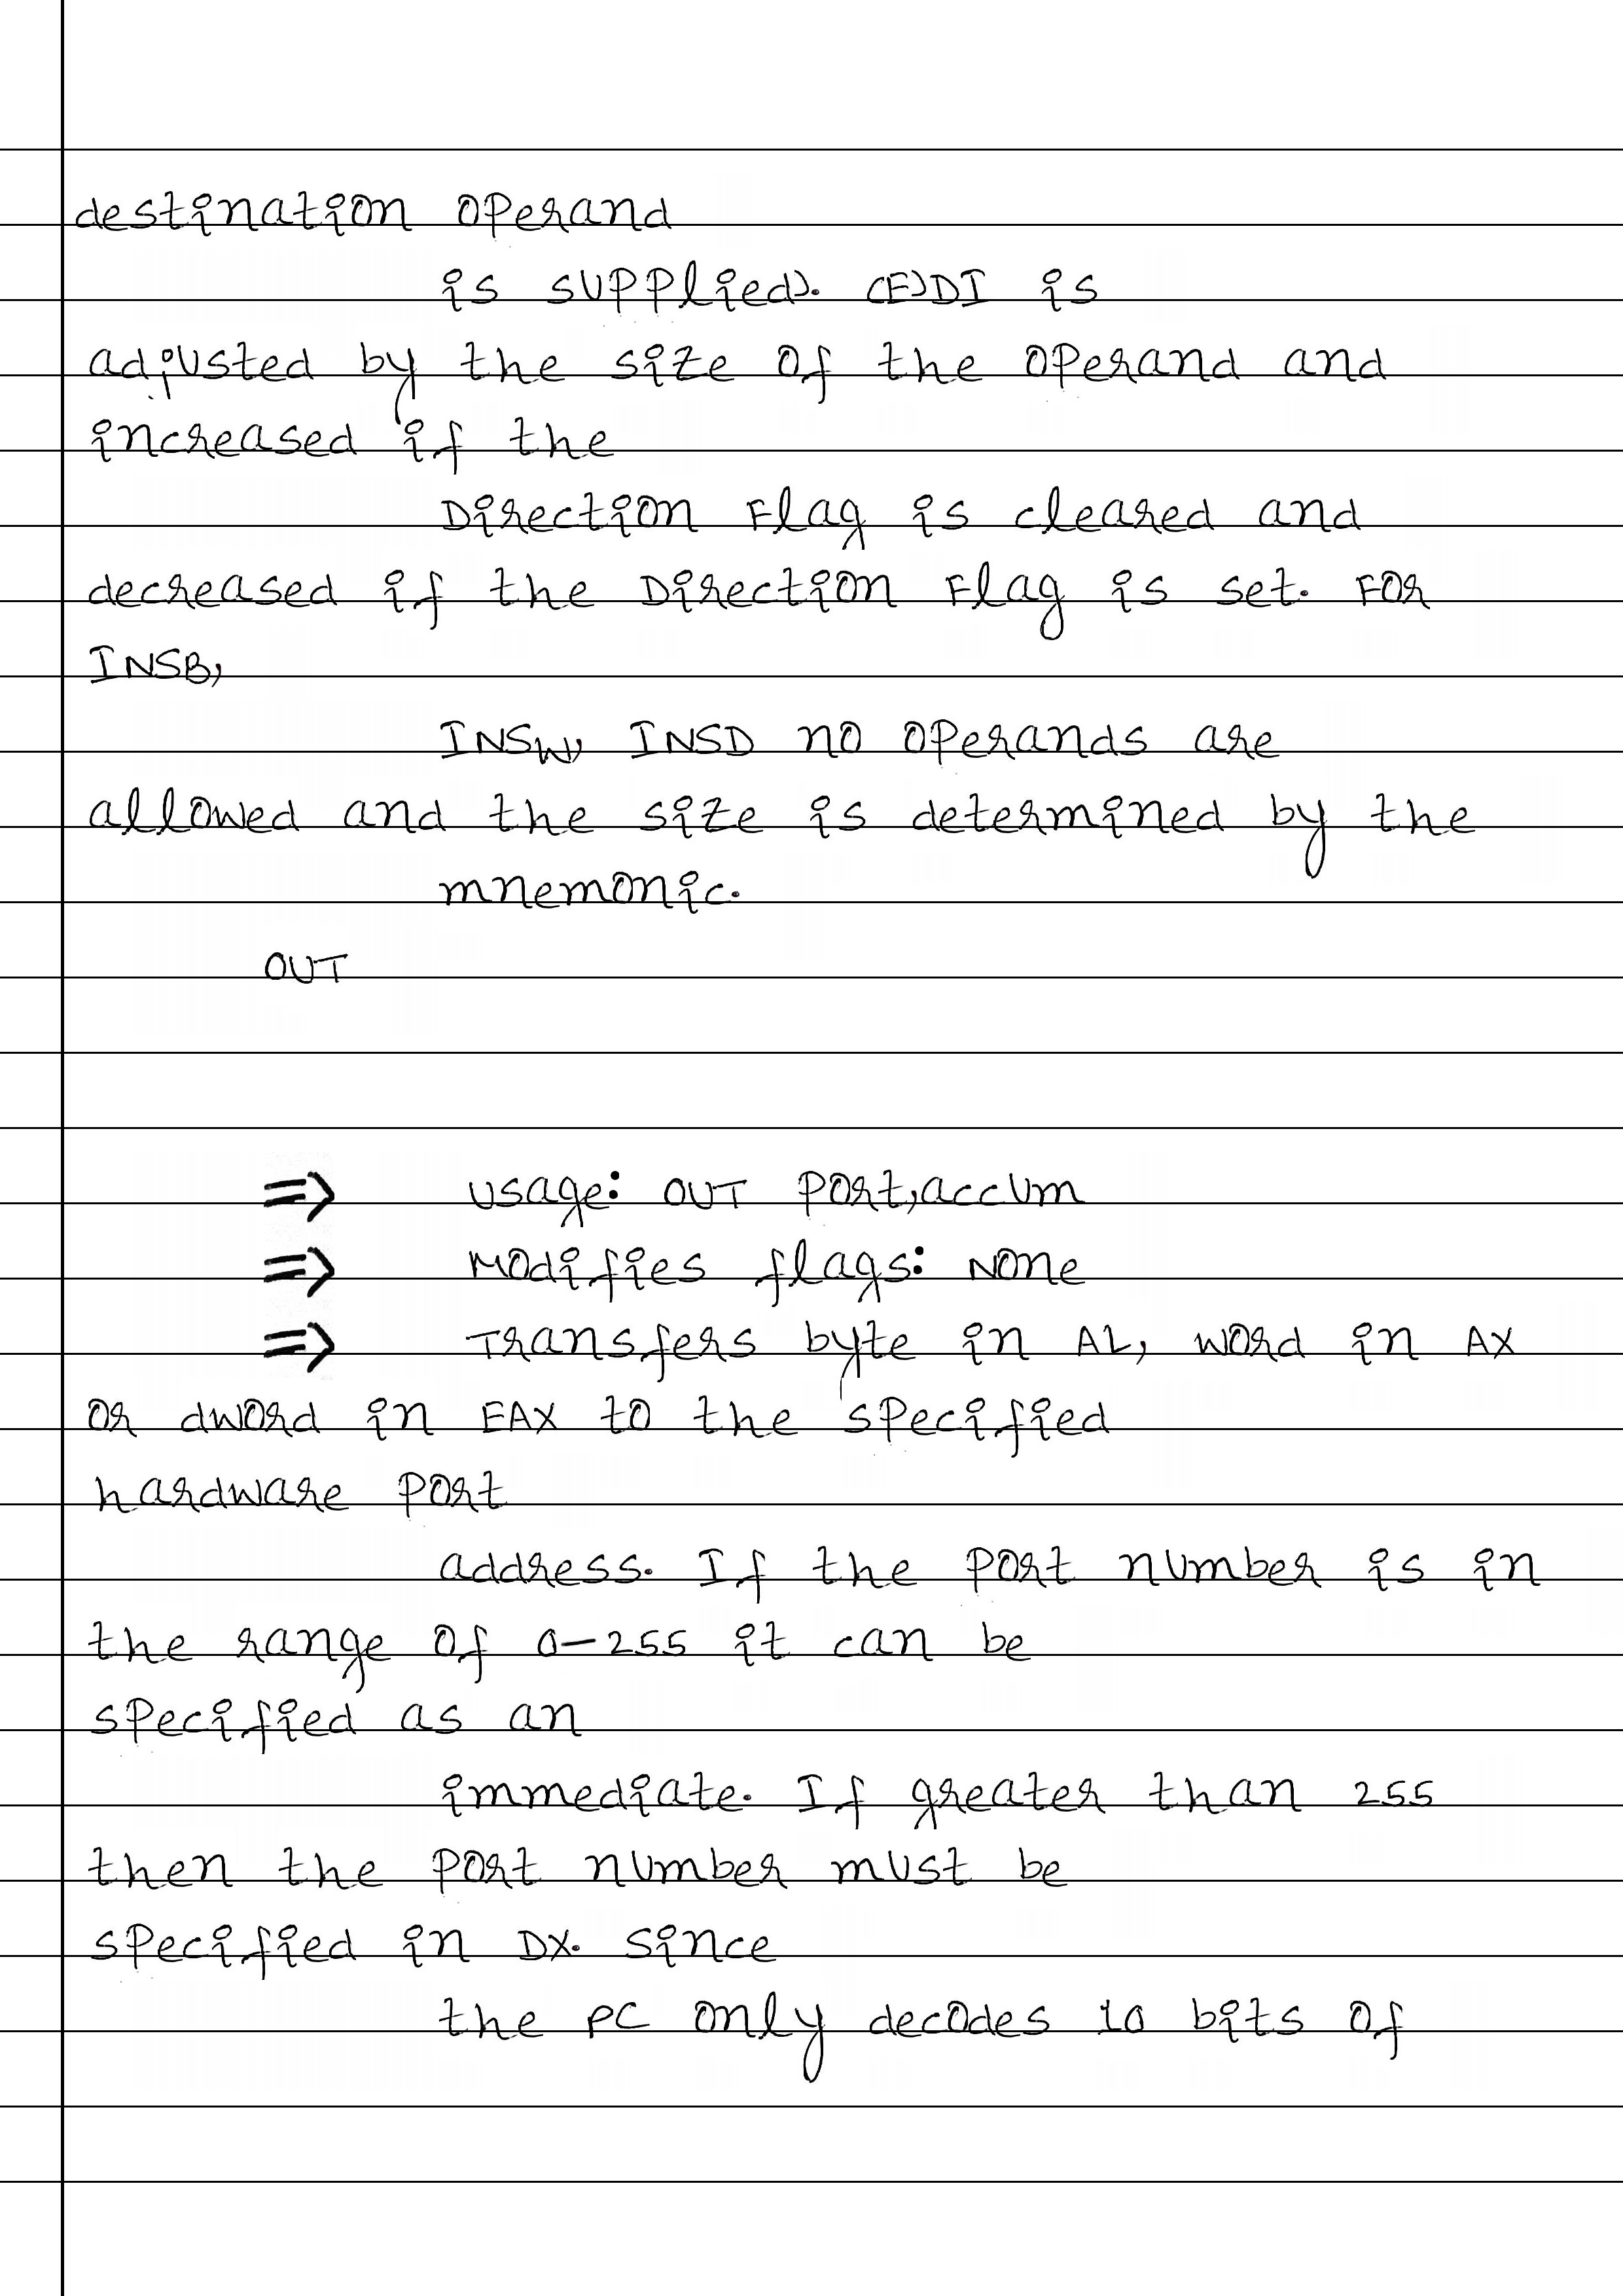 destination operand
is supplied). (E)DI is
adjusted by the size of the operand and
increased if the
Direction Flag is cleared and
decreased if the Direction Flag is set. For
INSB,
INSW, INSD no operands are
allowed and the size is determined by the
mnemonic.
OUT
=> Usage: OUT port,accum
=> Modifies flags: None
=> Transfers byte in AL, word in AX
or dword in EAX to the specified
hardware port
address. If the port number is in
the range of 0-255 it can be
specified as an
immediate. If greater than 255
then the port number must be
specified in DX. Since
the PC only decodes 10 bits of